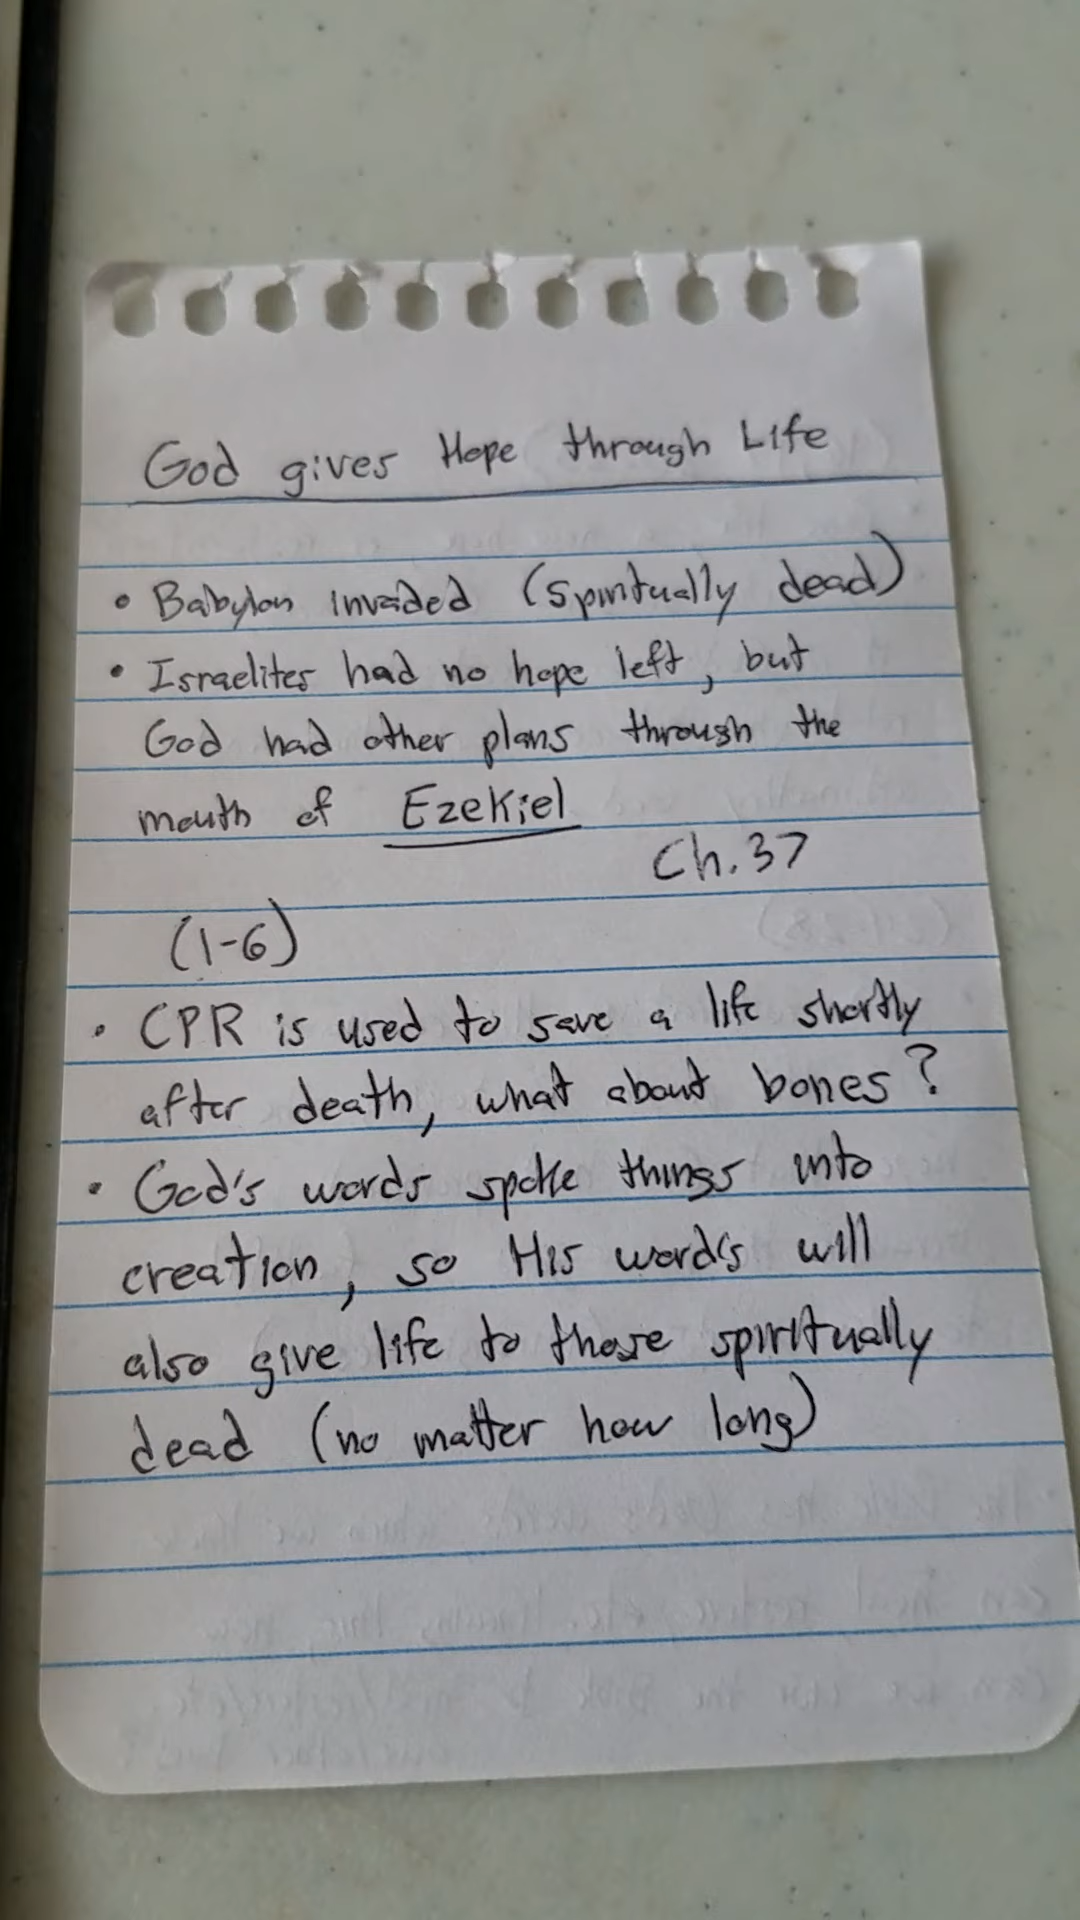 God gives Hope through Life
• Babylon invaded (spiritually dead)
• Israelites had no hope left, but
God had other plans through the
mouth of Ezekiel
Ch. 37
(1-6)
• CPR is used to save a life shortly
after death, what about bones?
• God's words spoke things into
creation, so His words will
also give life to those spiritually
dead (no matter how long)